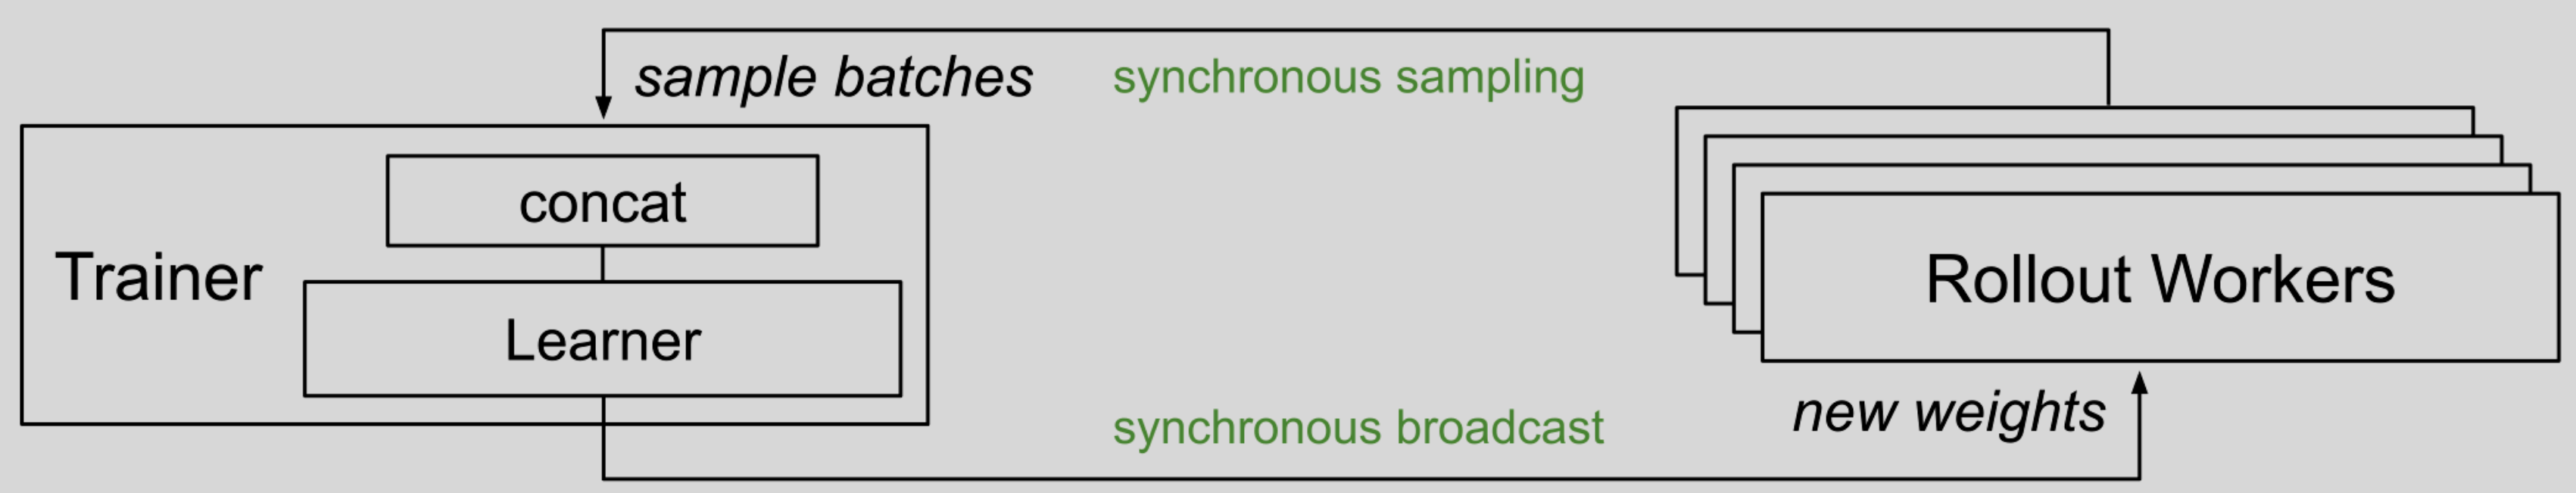 sample batches
synchronous sampling
concat
Trainer
Learner
Rollout Workers
synchronous broadcast
new weights